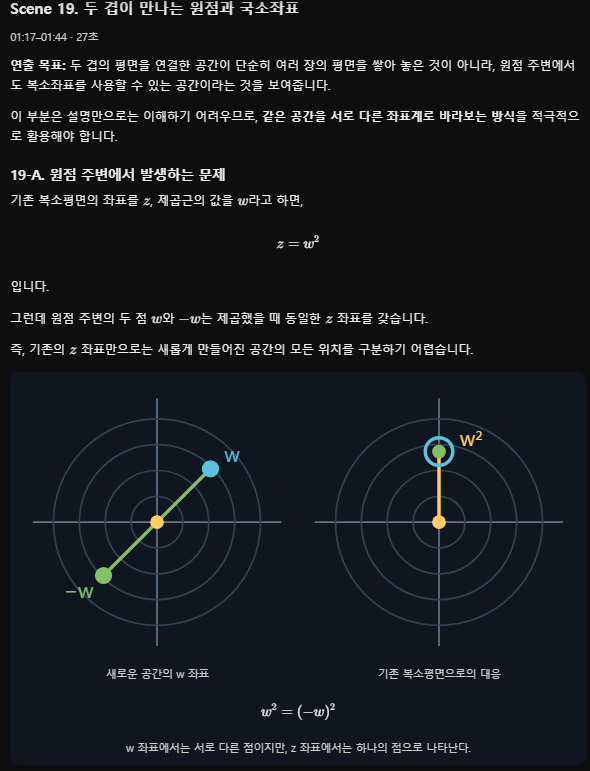 Scene 19. 두 겹이 만나는 원점과 국소좌표
01:17–01:44 · 27초
연출 목표: 두 겹의 평면을 연결한 공간이 단순히 여러 장의 평면을 쌓아 놓은 것이 아니라, 원점 주변에서
도 복소좌표를 사용할 수 있는 공간이라는 것을 보여줍니다.
이 부분은 설명만으로는 이해하기 어려우므로, 같은 공간을 서로 다른 좌표계로 바라보는 방식을 적극적으
로 활용해야 합니다.
19-A. 원점 주변에서 발생하는 문제
기존 복소평면의 좌표를 z, 제곱근의 값을 w라고 하면,
z = w²
입니다.
그런데 원점 주변의 두 점 w와 −w는 제곱했을 때 동일한 z 좌표를 갖습니다.
즉, 기존의 z 좌표만으로는 새롭게 만들어진 공간의 모든 위치를 구분하기 어렵습니다.
w
−w
w²
새로운 공간의 w 좌표
기존 복소평면으로의 대응
w² = (−w)²
w 좌표에서는 서로 다른 점이지만, z 좌표에서는 하나의 점으로 나타난다.